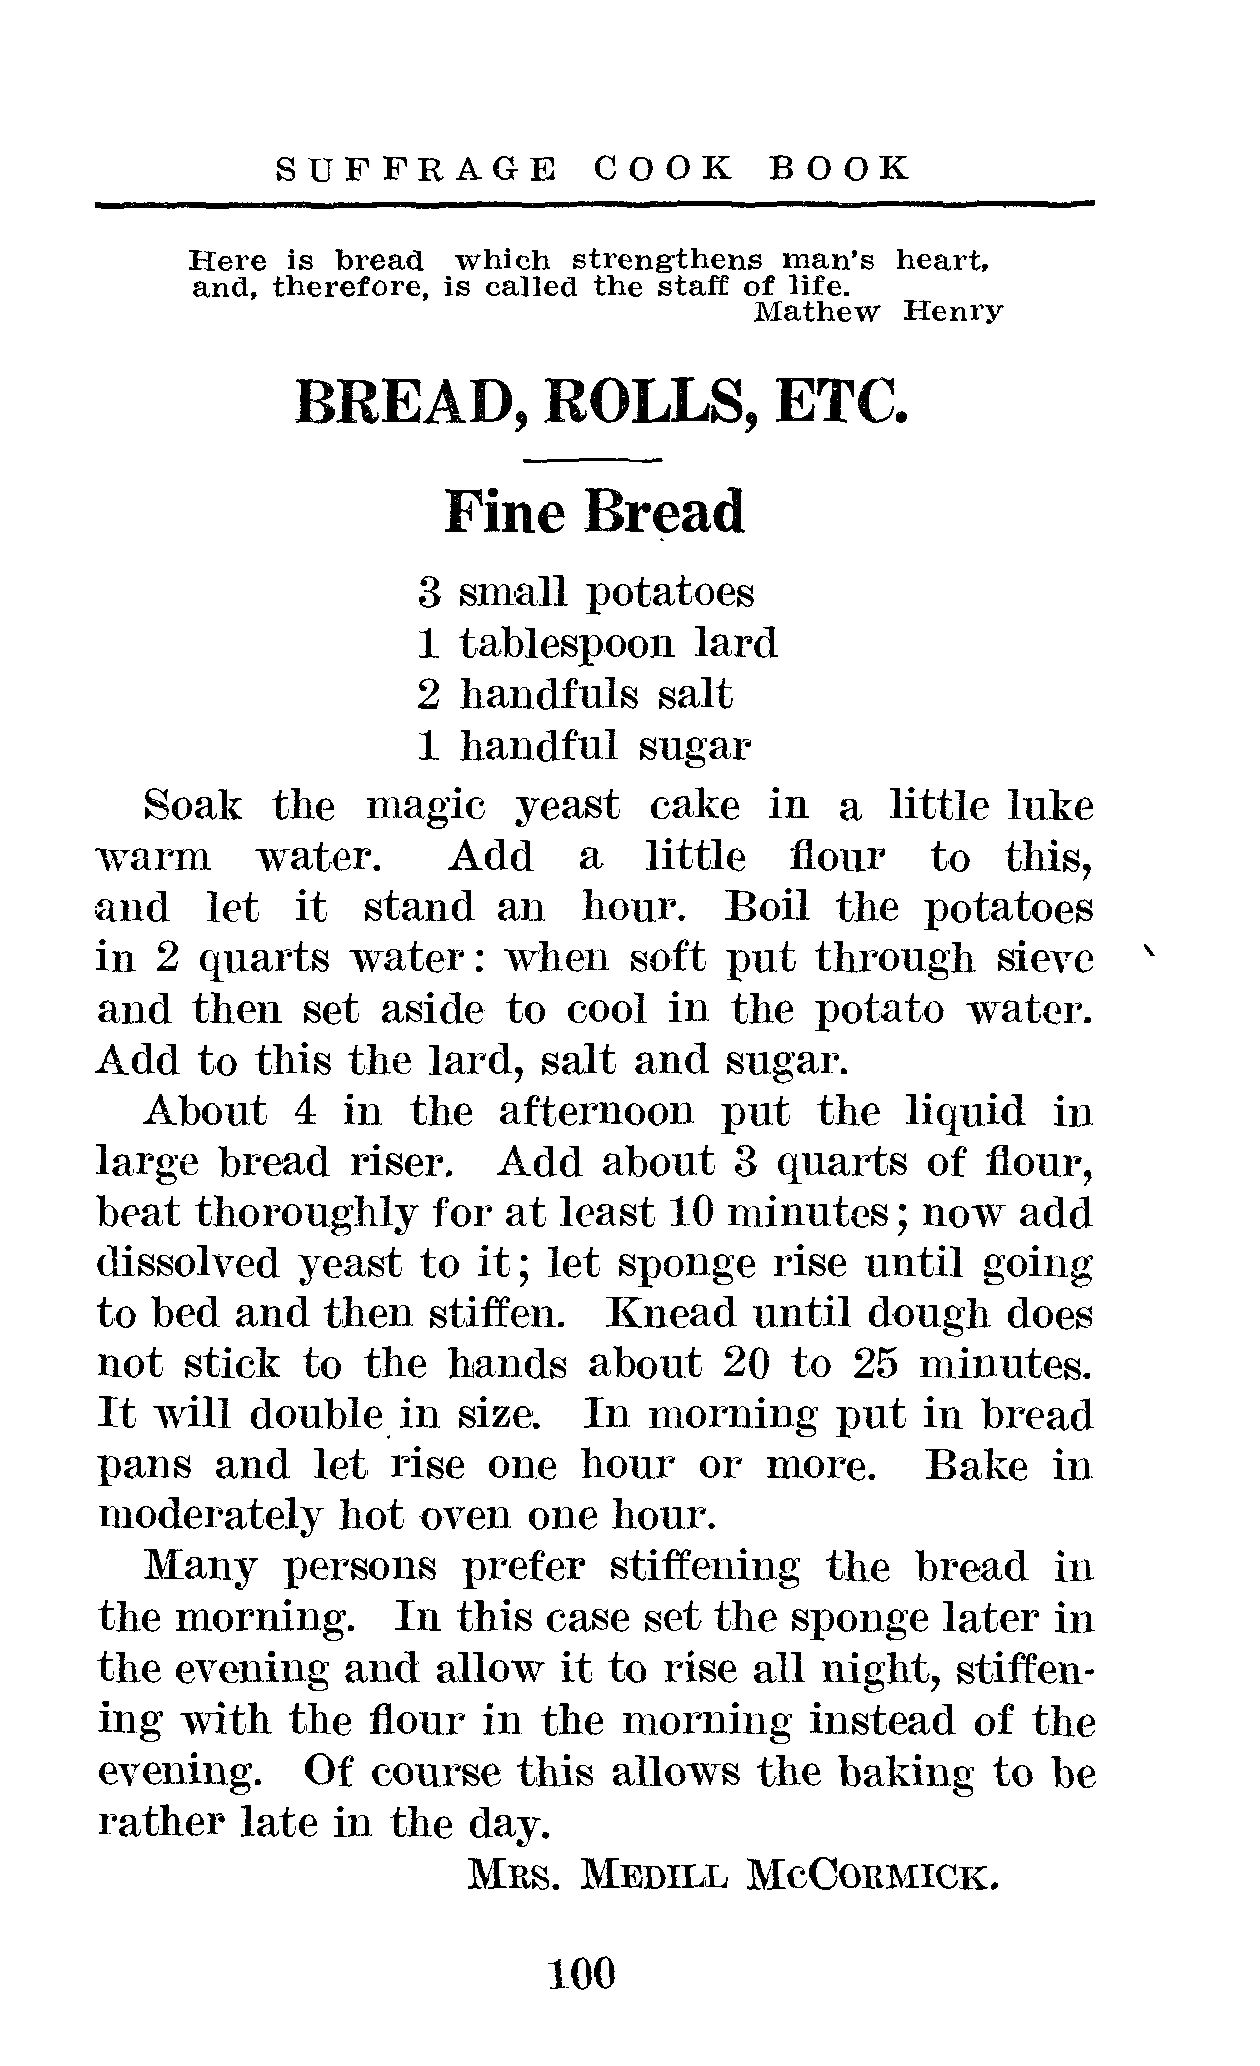 SUFFRAGE COOK BOOK
Here is bread which strengthens man's heart,
and, therefore, is called the staff of life.
Mathew Henry
BREAD, ROLLS, ETC.
Fine Bread
3 small potatoes
1 tablespoon lard
2 handfuls salt
1 handful sugar
Soak the magic yeast cake in a little luke
warm water. Add a little flour to this,
and let it stand an hour. Boil the potatoes
in 2 quarts water: when soft put through sieve
and then set aside to cool in the potato water.
Add to this the lard, salt and sugar.
About 4 in the afternoon put the liquid in
large bread riser. Add about 3 quarts of flour,
beat thoroughly for at least 10 minutes; now add
dissolved yeast to it; let sponge rise until going
to bed and then stiffen. Knead until dough does
not stick to the hands about 20 to 25 minutes.
It will double in size. In morning put in bread
pans and let rise one hour or more. Bake in
moderately hot oven one hour.
Many persons prefer stiffening the bread in
the morning. In this case set the sponge later in
the evening and allow it to rise all night, stiffen-
ing with the flour in the morning instead of the
evening. Of course this allows the baking to be
rather late in the day.
MRS. MEDILL MCCORMICK.
100